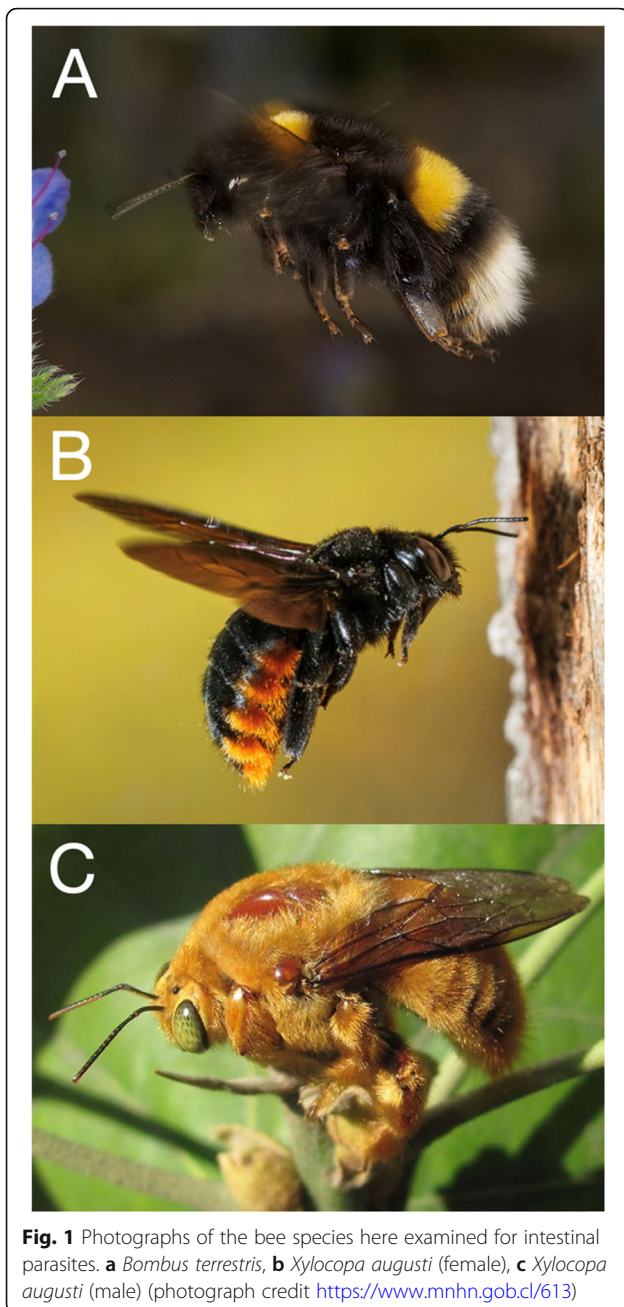 A
B
C
Fig. 1 Photographs of the bee species here examined for intestinal
parasites. a Bombus terrestris, b Xylocopa augusti (female), c Xylocopa
augusti (male) (photograph credit https://www.mnhn.gob.cl/613)